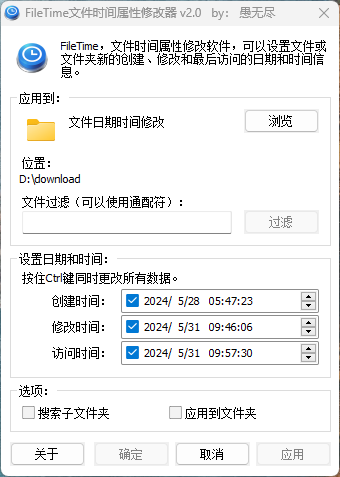 FileTime文件时间属性修改器 v2.0 by： 愚无尽
FileTime，文件时间属性修改软件，可以设置文件或
文件夹新的创建、修改和最后访问的日期和时间信
息。
应用到：
文件日期时间修改
浏览
位置：
D:\download
文件过滤（可以使用通配符）：
过滤
设置日期和时间：
按住Ctrl键同时更改所有数据。
创建时间： 2024/ 5/28 05:47:23
修改时间： 2024/ 5/31 09:46:06
访问时间： 2024/ 5/31 09:57:30
选项：
搜索子文件夹 应用到文件夹
关于 确定 取消 应用